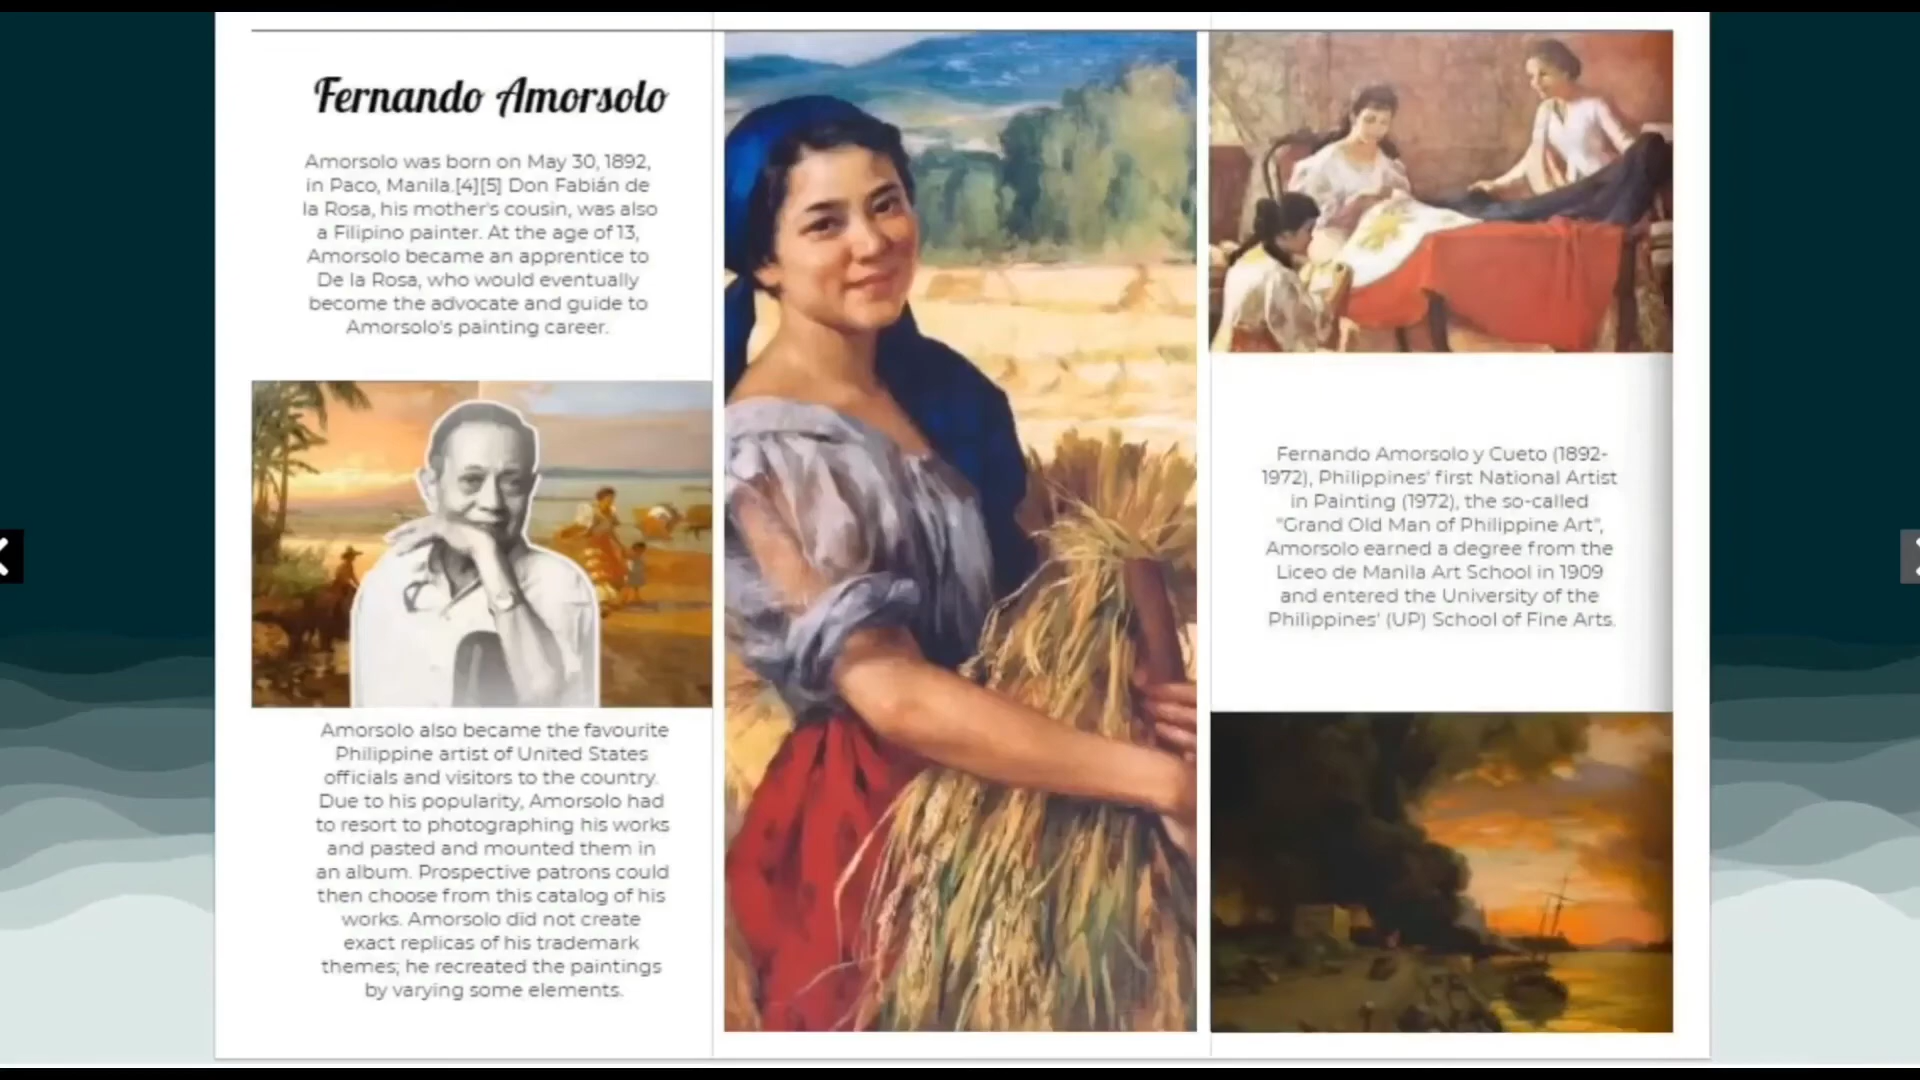 Fernando Amorsolo
Amorsolo was born on May 30, 1892,
in Paco, Manila.[4][5] Don Fabián de
la Rosa, his mother's cousin, was also
a Filipino painter. At the age of 13,
Amorsolo became an apprentice to
De la Rosa, who would eventually
become the advocate and guide to
Amorsolo's painting career.
Amorsolo also became the favourite
Philippine artist of United States
officials and visitors to the country.
Due to his popularity, Amorsolo had
to resort to photographing his works
and pasted and mounted them in
an album. Prospective patrons could
then choose from this catalog of his
works. Amorsolo did not create
exact replicas of his trademark
themes; he recreated the paintings
by varying some elements.
Fernando Amorsolo y Cueto (1892-
1972), Philippines' first National Artist
in Painting (1972), the so-called
"Grand Old Man of Philippine Art",
Amorsolo earned a degree from the
Liceo de Manila Art School in 1909
and entered the University of the
Philippines' (UP) School of Fine Arts.